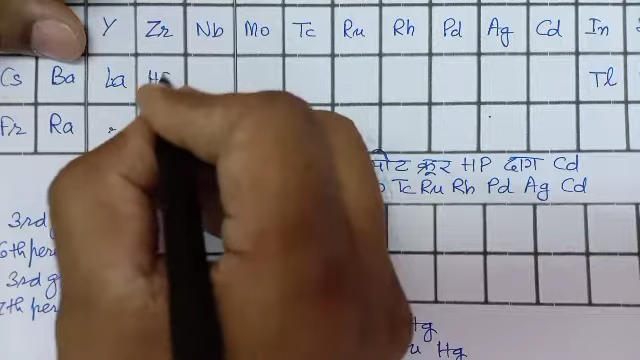 Y Zr Nb Mo Tc Ru Rh Pd Ag Cd In
Cs Ba La Tl
Fr Ra
HP दाग Cd
Tc Ru Rh Pd Ag Cd
3rd
6th per
3rd g
7th per
Hg
Hg